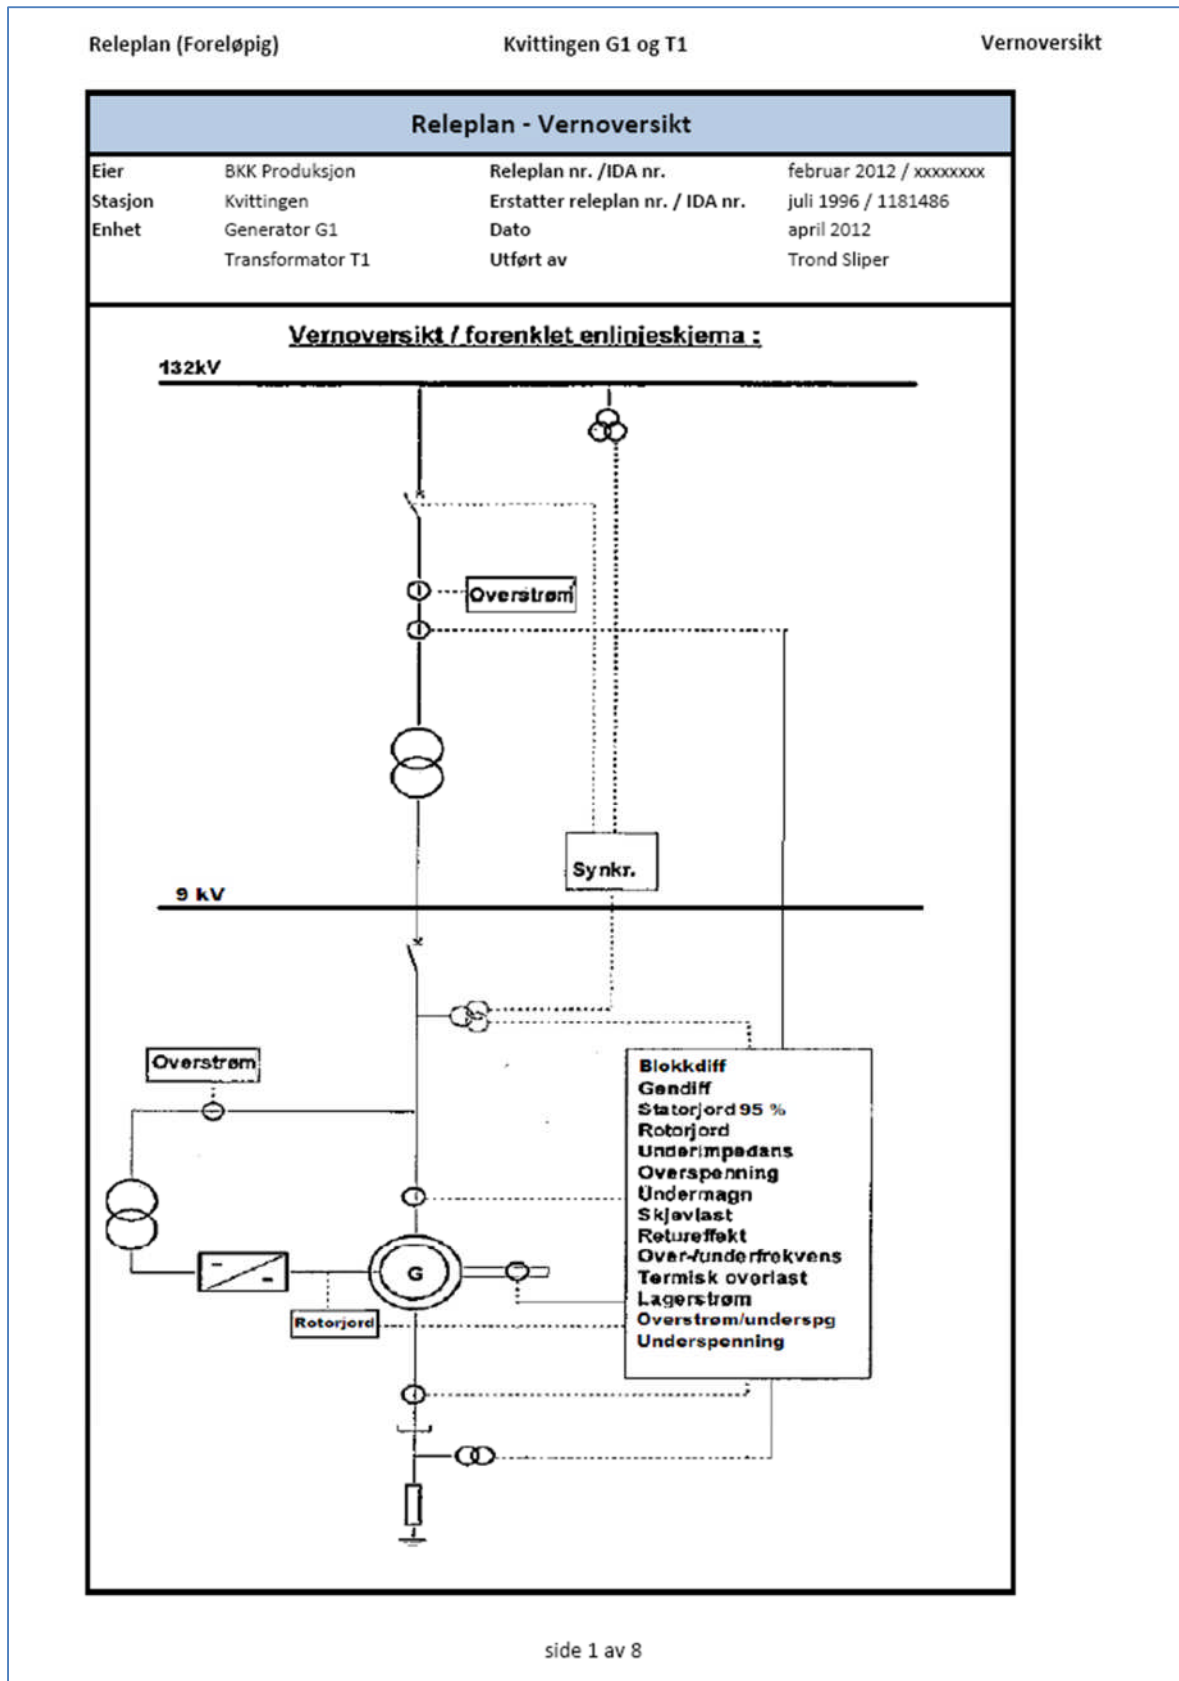 Releplan (Foreløpig) Kvittingen G1 og T1 Vernoversikt
Releplan - Vernoversikt
Eier BKK Produksjon Releplan nr. /IDA nr. februar 2012 / xxxxxxxx
Stasjon Kvittingen Erstatter releplan nr. / IDA nr. juli 1996 / 1181486
Enhet Generator G1 Dato april 2012
Transformator T1 Utført av Trond Sliper
Vernoversikt / forenklet enlinjeskjema :
132kV
Overstrøm
Synkr.
9 kV
Overstrøm
Blokkdiff
Gendiff
Statorjord 95 %
Rotorjord
Underimpedans
Overspenning
Undermagn
Skjevlast
Retureffekt
Over-/underfrekvens
Termisk overlast
Lagerstrøm
Overstrøm/underspg
Underspenning
G
Rotorjord
side 1 av 8